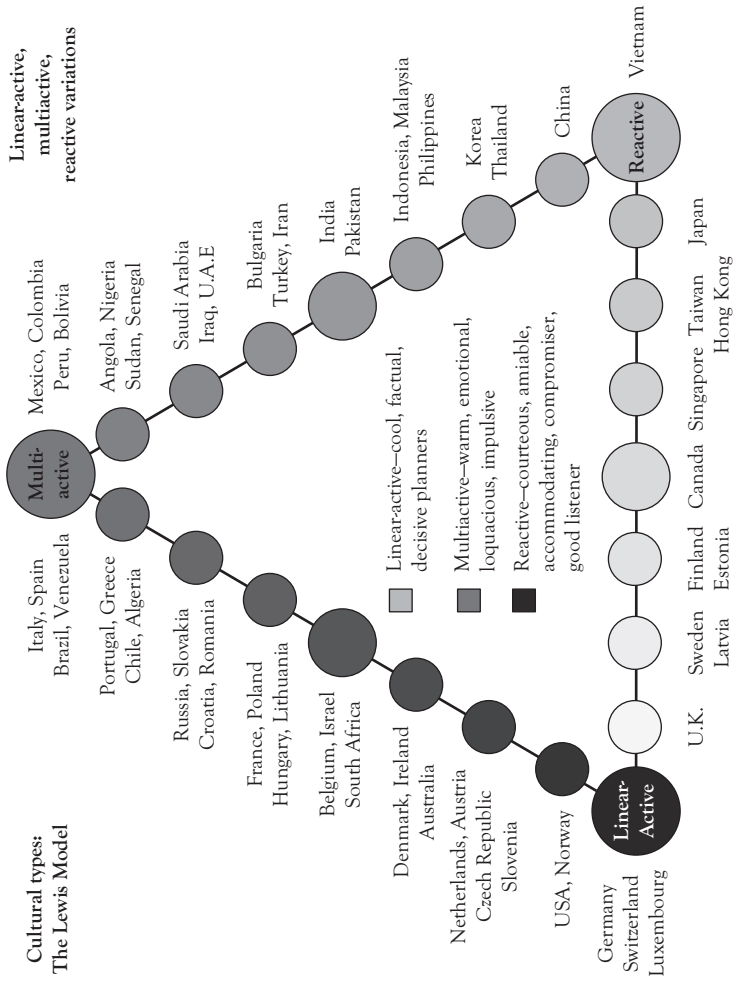 Cultural types:
The Lewis Model
Linear-active,
multiactive,
reactive variations
Multi-
active
Italy, Spain
Brazil, Venezuela
Mexico, Colombia
Peru, Bolivia
Portugal, Greece
Chile, Algeria
Angola, Nigeria
Sudan, Senegal
Russia, Slovakia
Croatia, Romania
Saudi Arabia
Iraq, U.A.E
France, Poland
Hungary, Lithuania
Bulgaria
Turkey, Iran
Belgium, Israel
South Africa
India
Pakistan
Denmark, Ireland
Australia
Indonesia, Malaysia
Philippines
Netherlands, Austria
Czech Republic
Slovenia
Korea
Thailand
USA, Norway
China
Linear-active—cool, factual,
decisive planners
Multiactive—warm, emotional,
loquacious, impulsive
Reactive—courteous, amiable,
accommodating, compromiser,
good listener
Germany
Switzerland
Luxembourg
Linear-
Active
Reactive
Vietnam
U.K.
Sweden
Latvia
Finland
Estonia
Canada
Singapore
Taiwan
Hong Kong
Japan